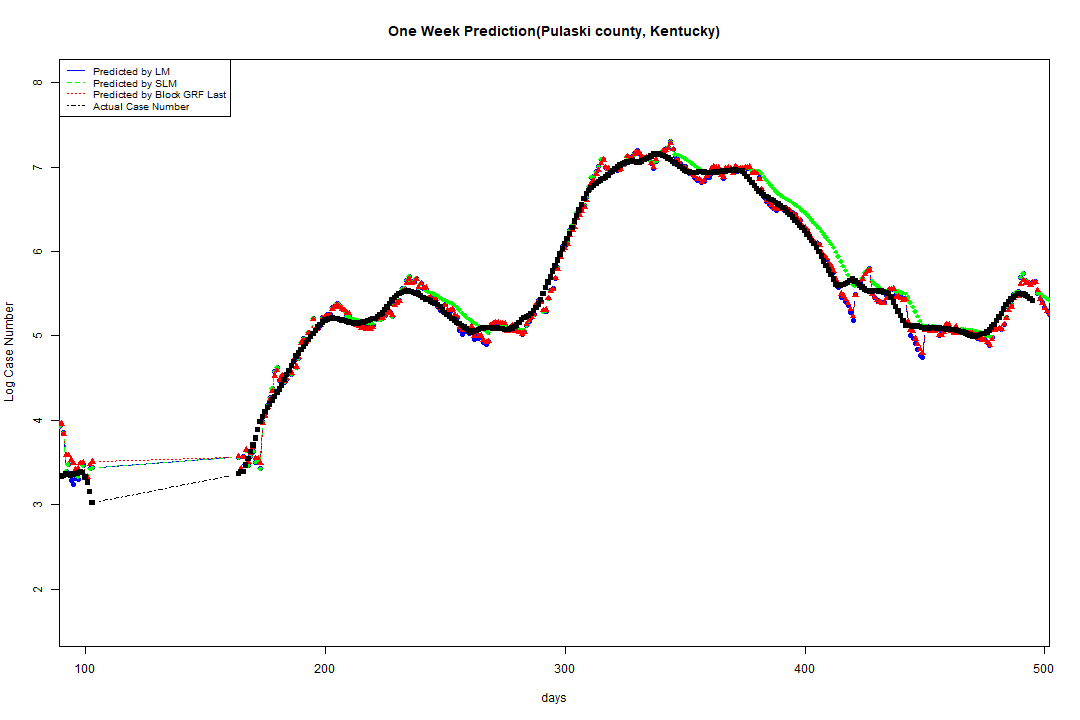 One Week Prediction(Pulaski county, Kentucky)
Predicted by LM
Predicted by SLM
Predicted by Block GRF Last
Actual Case Number
8
7
6
5
4
3
2
Log Case Number
100 200 300 400 500
days